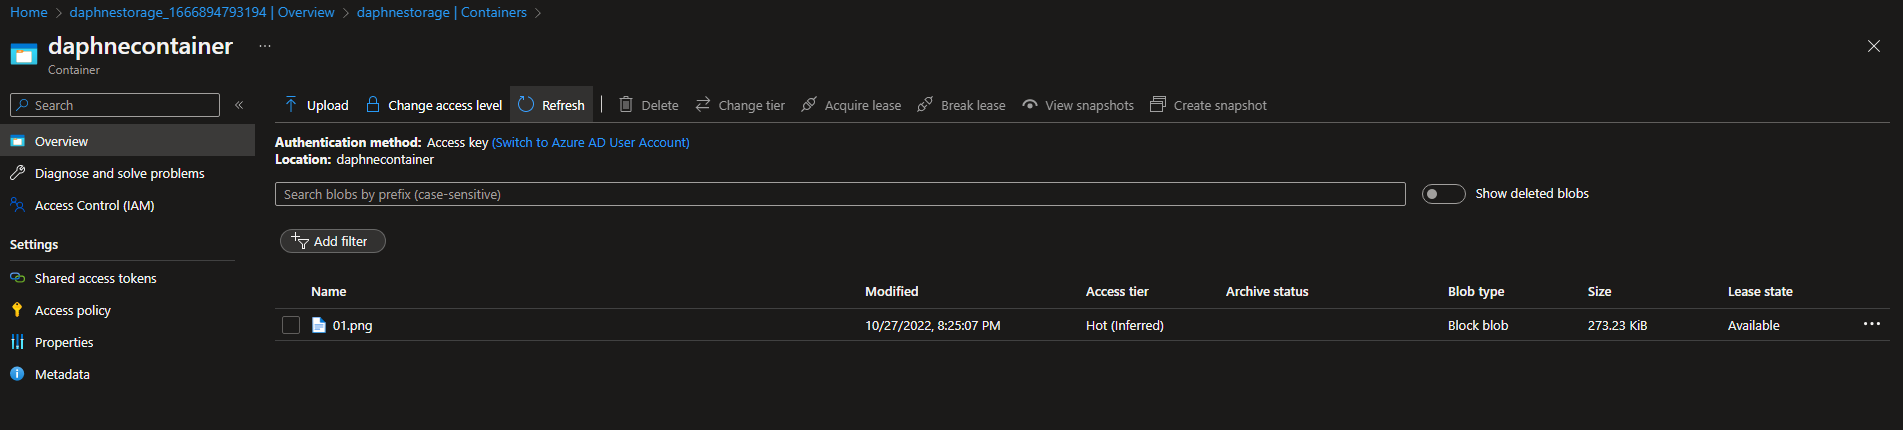 Home > daphnestorage_1666894793194 | Overview > daphnestorage | Containers >
daphnecontainer ...
Container
Search «
Overview
Diagnose and solve problems
Access Control (IAM)
Settings
Shared access tokens
Access policy
Properties
Metadata
Upload Change access level Refresh Delete Change tier Acquire lease Break lease View snapshots Create snapshot
Authentication method: Access key (Switch to Azure AD User Account)
Location: daphnecontainer
Search blobs by prefix (case-sensitive) Show deleted blobs
Add filter
Name Modified Access tier Archive status Blob type Size Lease state
01.png 10/27/2022, 8:25:07 PM Hot (Inferred) Block blob 273.23 KiB Available ...